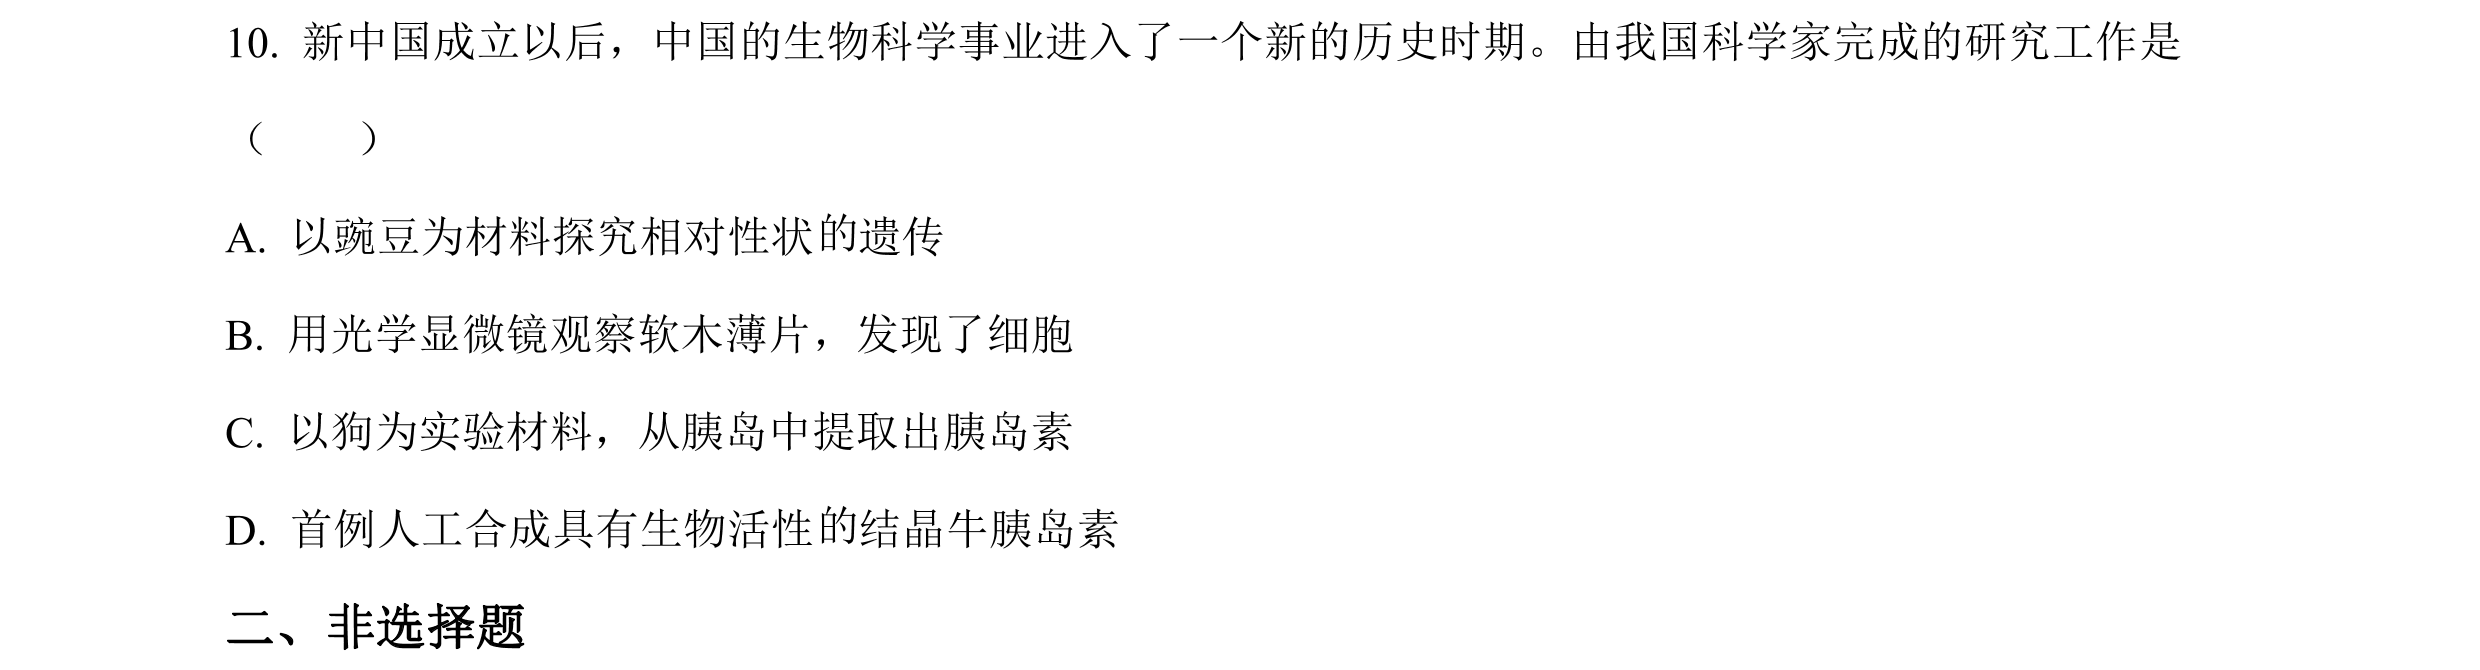 10. 新中国成立以后，中国的生物科学事业进入了一个新的历史时期。由我国科学家完成的研究工作是
（　　）
A. 以豌豆为材料探究相对性状的遗传
B. 用光学显微镜观察软木薄片，发现了细胞
C. 以狗为实验材料，从胰岛中提取出胰岛素
D. 首例人工合成具有生物活性的结晶牛胰岛素
二、非选择题